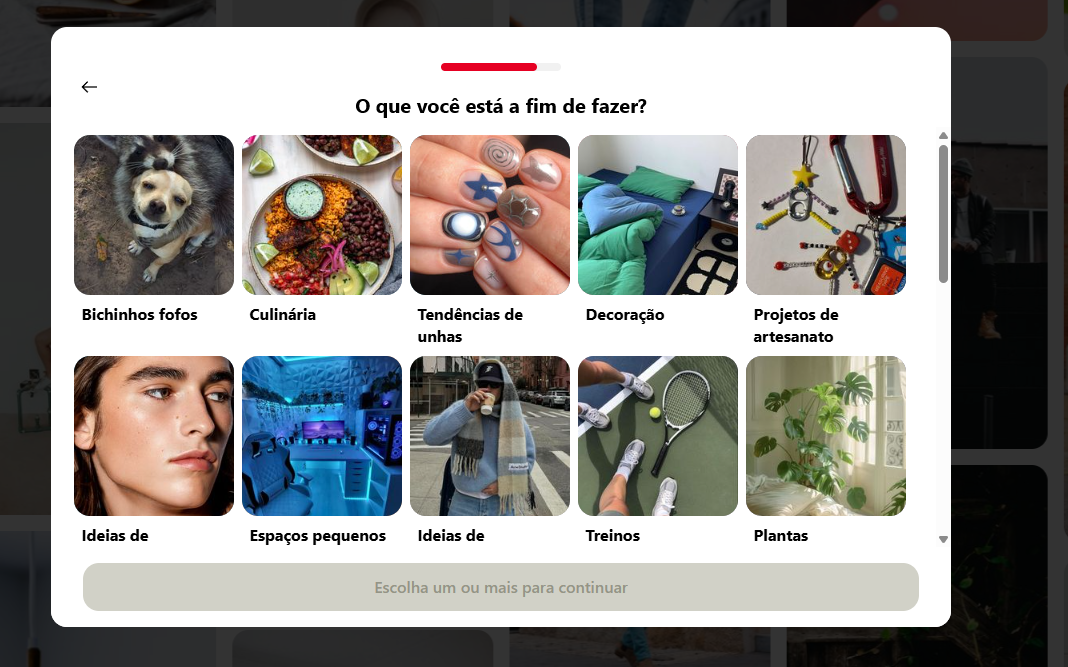 O que você está a fim de fazer?
Bichinhos fofos
Culinária
Tendências de
unhas
Decoração
Projetos de
artesanato
Ideias de
Espaços pequenos
Ideias de
Treinos
Plantas
Escolha um ou mais para continuar